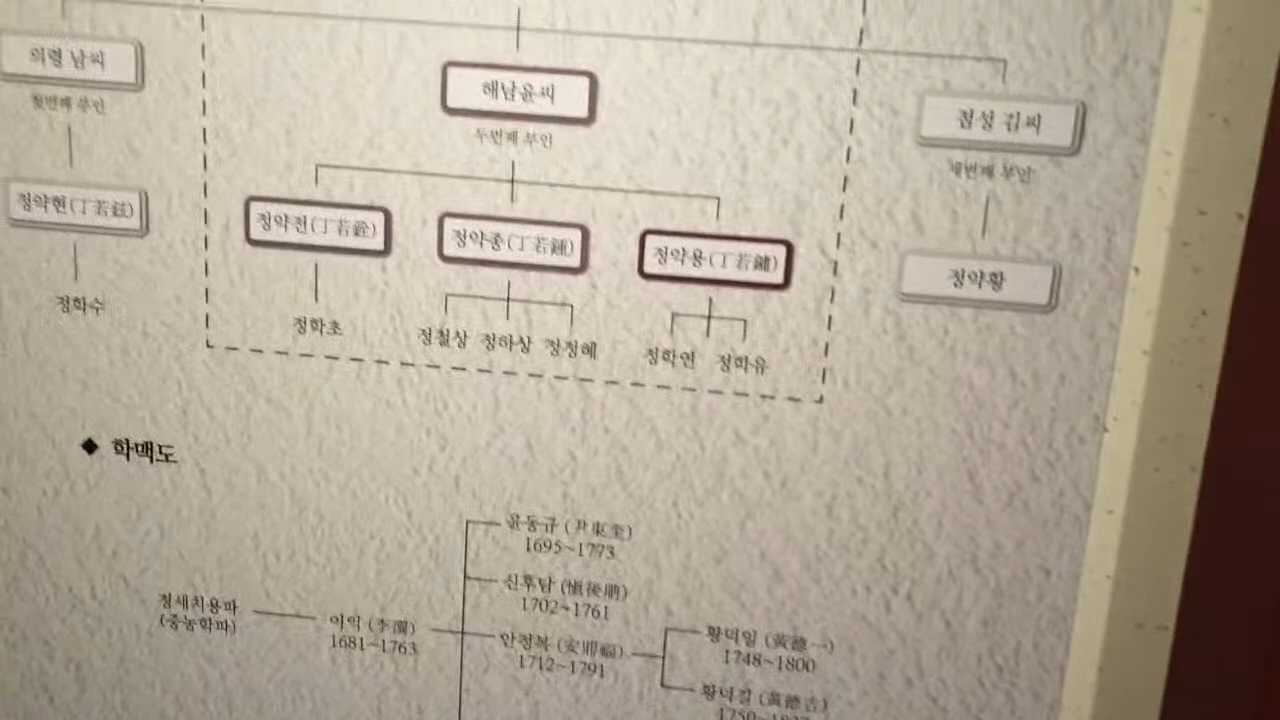 의령 남씨
첫번째 부인
해남윤씨
두번째 부인
김씨
세번째 부인
정약현(丁若鉉)
정약전(丁若銓)
정약종(丁若鍾)
정약용(丁若鏞)
정약황
정학수
정학초
정철상 정하상 정정혜
정학연 정학유
◆ 학맥도
윤동규 (尹東奎)
1695~1773
신후담 (愼後聃)
1702~1761
경세치용파
(중농학파)
이익 (李瀷)
1681~1763
안정복 (安鼎福)
1712~1791
황덕일 (黃德一)
1748~1800
황덕길 (黃德吉)